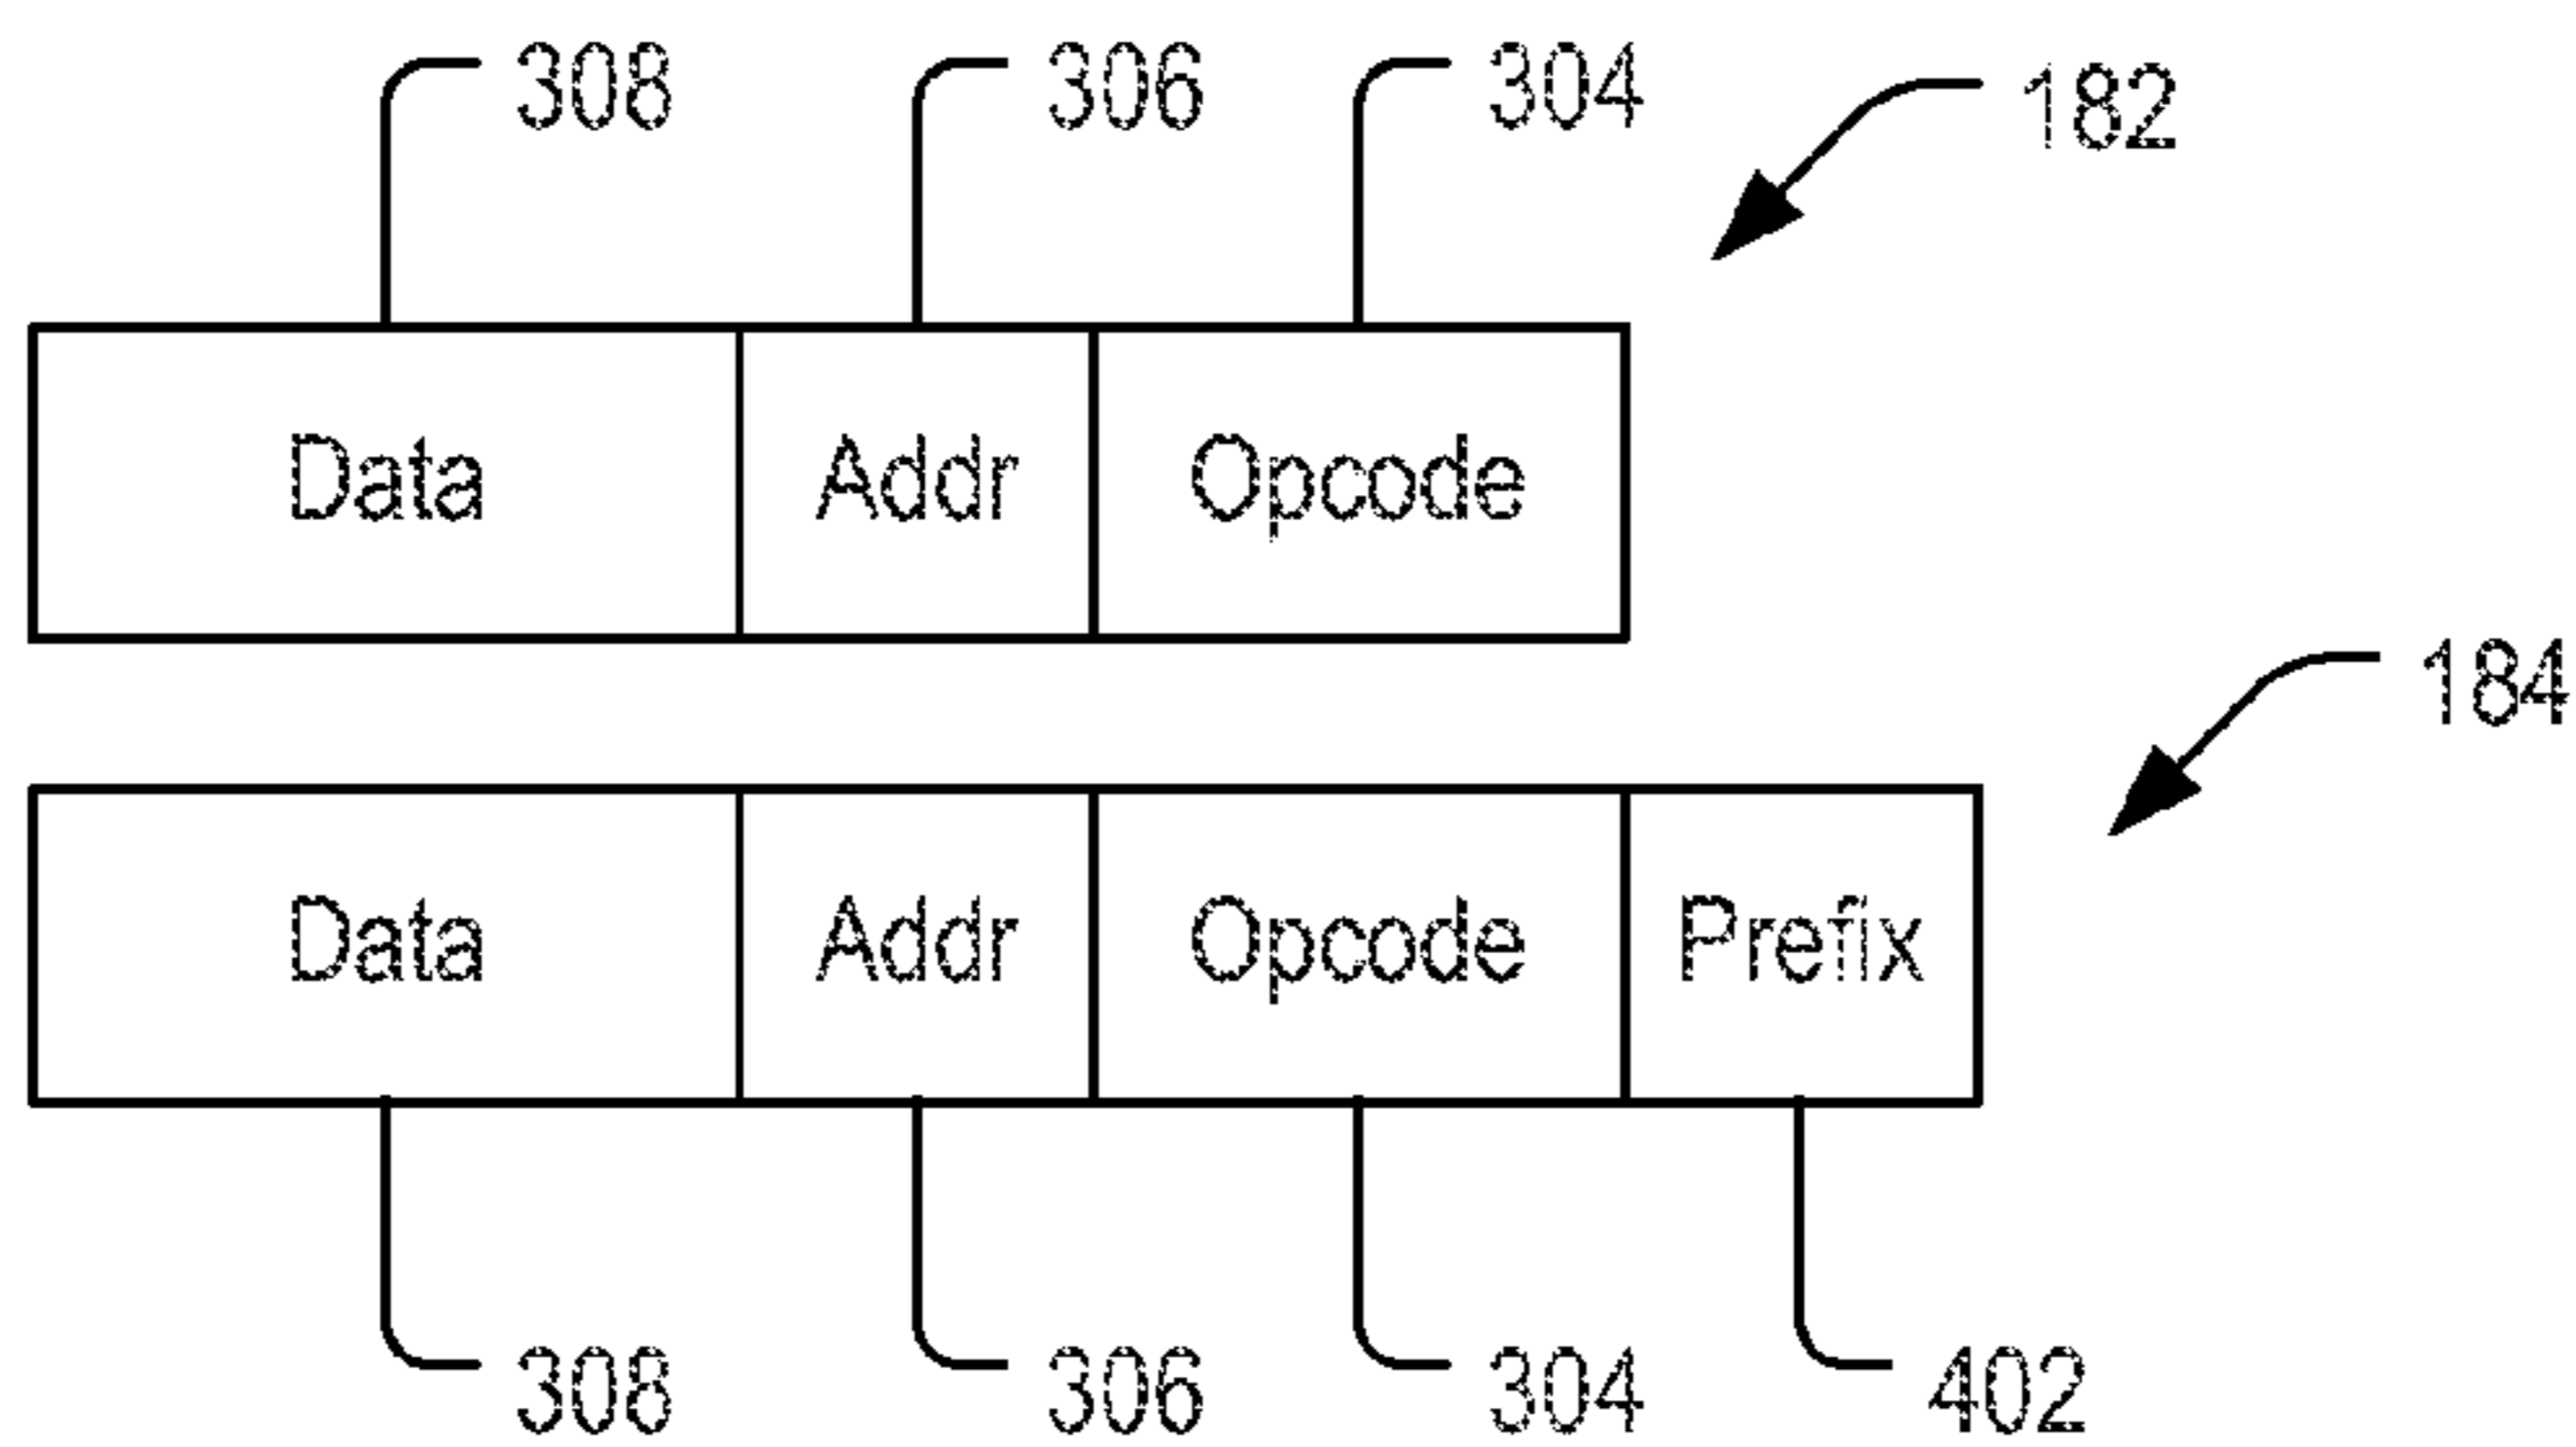 308 306 304 182
Data Addr Opcode
184
Data Addr Opcode Prefix
308 306 304 402